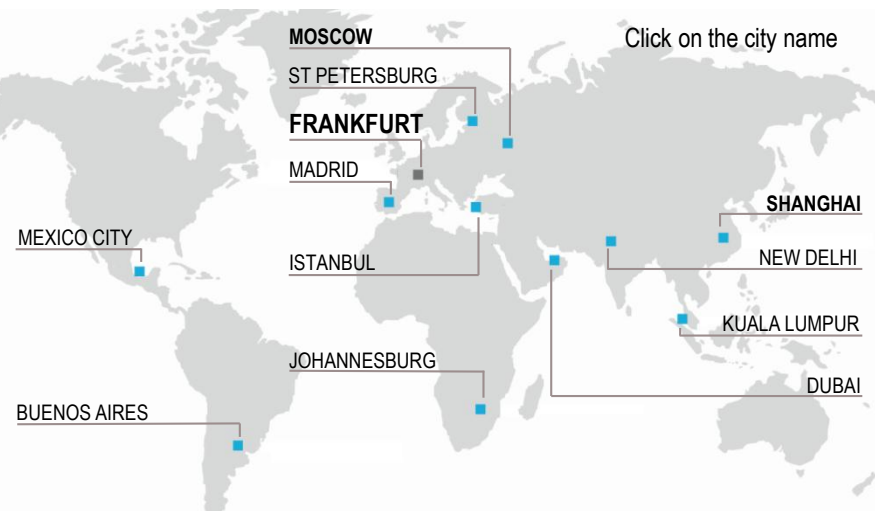 MOSCOW
Click on the city name
ST PETERSBURG
FRANKFURT
MADRID
SHANGHAI
MEXICO CITY
ISTANBUL
NEW DELHI
KUALA LUMPUR
JOHANNESBURG
DUBAI
BUENOS AIRES